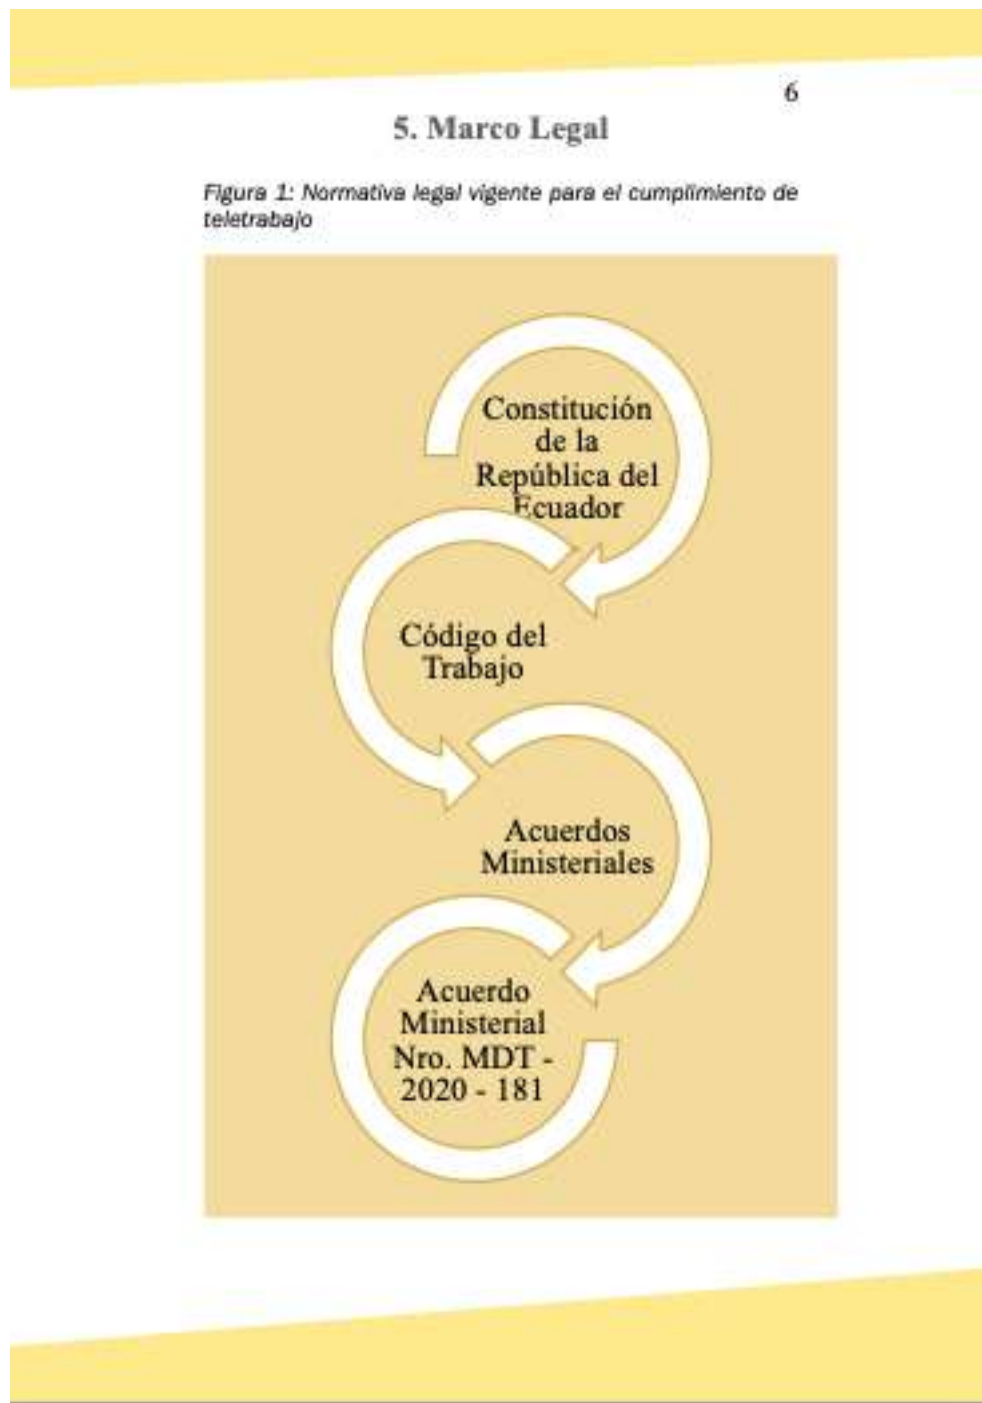 6
5. Marco Legal
Figura 1: Normativa legal vigente para el cumplimiento de
teletrabajo
Constitución
de la
República del
Ecuador
Código del
Trabajo
Acuerdos
Ministeriales
Acuerdo
Ministerial
Nro. MDT -
2020 - 181